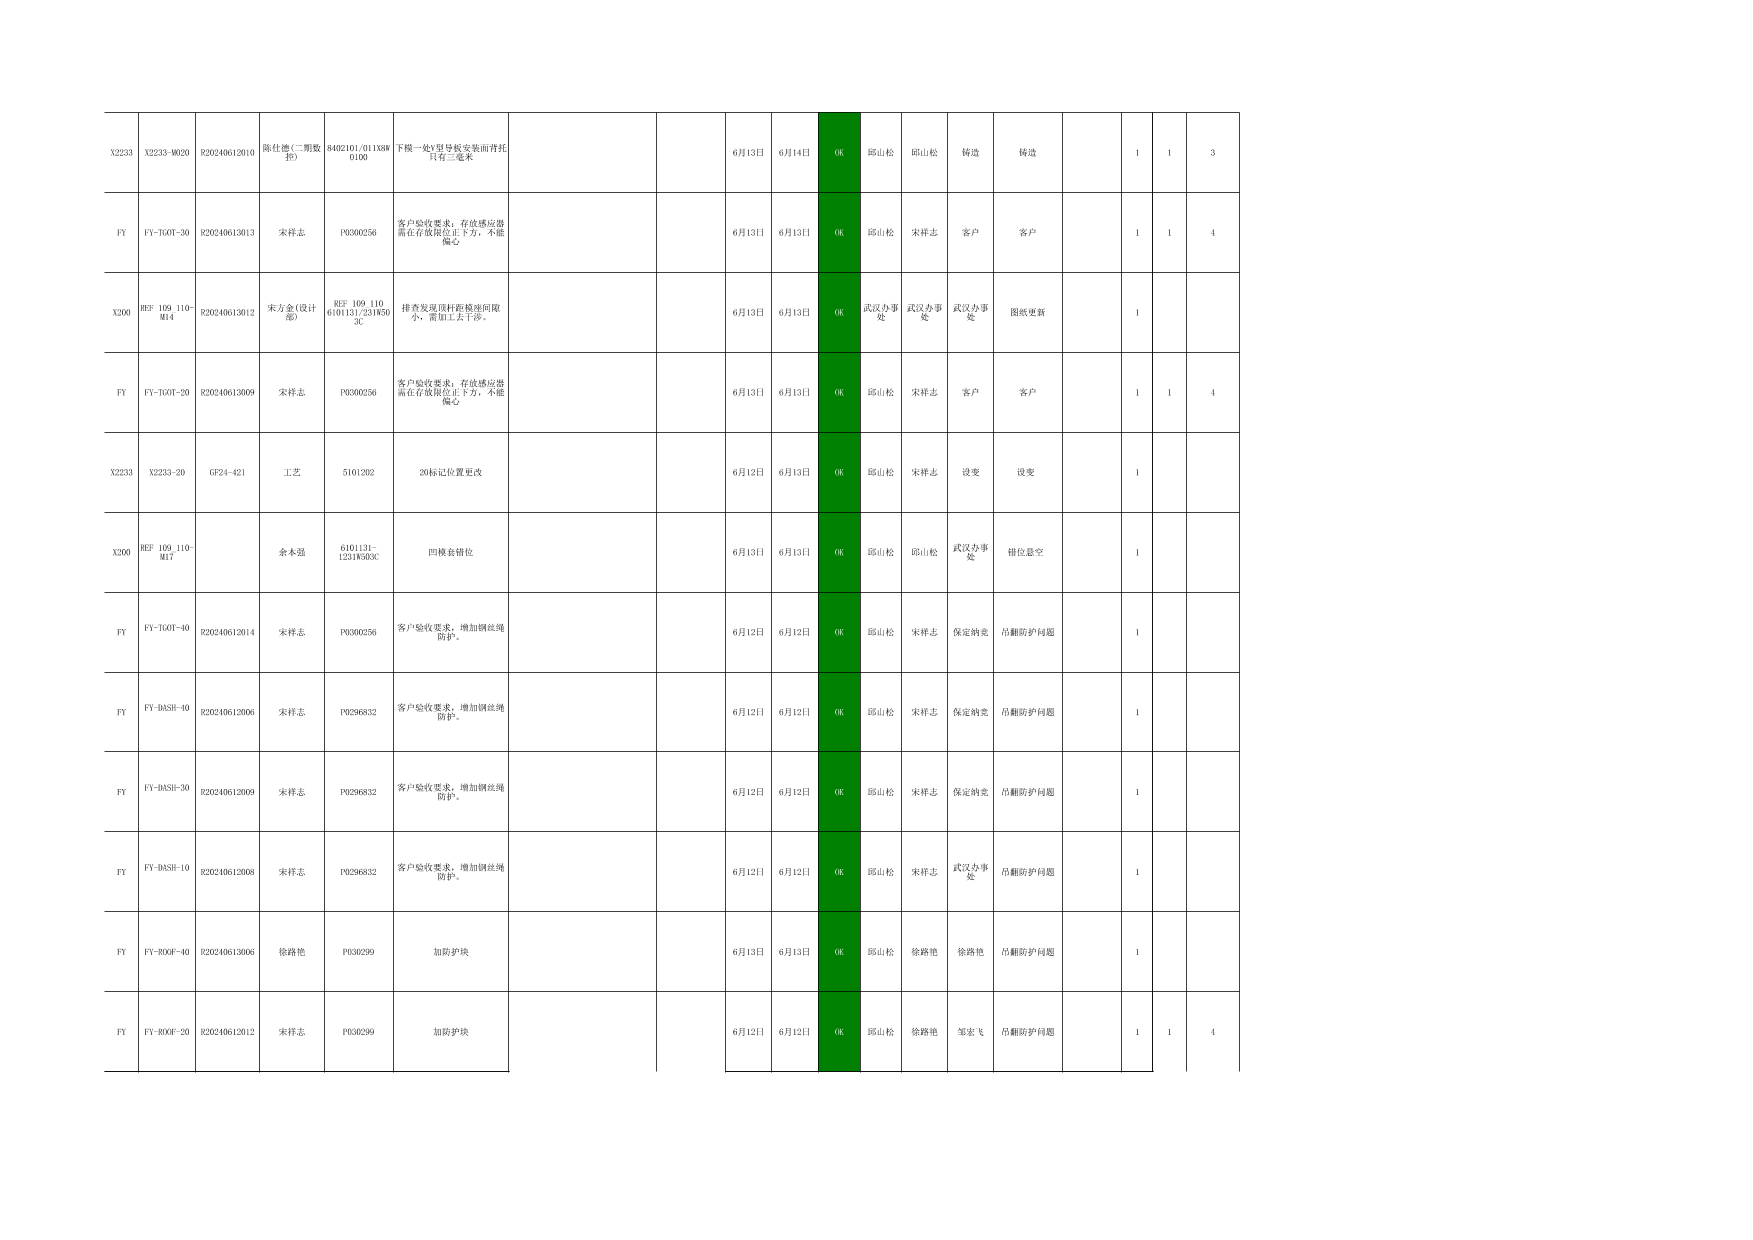 X2233 X2233-M020 R20240612010 陈仕德(二期数控) 8402101/011X8W0100 下模一处V型导板安装面背托只有三毫米 6月13日 6月14日 OK 邱山松 邱山松 铸造 铸造 1 1 3
FY FY-TGOT-30 R20240613013 宋祥志 P0300256 客户验收要求：存放感应器需在存放限位正下方，不能偏心 6月13日 6月13日 OK 邱山松 宋祥志 客户 客户 1 1 4
X200 REF 109_110-M14 R20240613012 宋方金(设计部) REF 109_110 6101131/231W503C 排查发现顶杆距模座间隙小，需加工去干涉。 6月13日 6月13日 OK 武汉办事处 武汉办事处 武汉办事处 图纸更新 1
FY FY-TGOT-20 R20240613009 宋祥志 P0300256 客户验收要求：存放感应器需在存放限位正下方，不能偏心 6月13日 6月13日 OK 邱山松 宋祥志 客户 客户 1 1 4
X2233 X2233-20 GF24-421 工艺 5101202 20标记位置更改 6月12日 6月13日 OK 邱山松 宋祥志 设变 设变 1
X200 REF 109_110-M17 余本强 6101131-1231W503C 凹模套错位 6月13日 6月13日 OK 邱山松 邱山松 武汉办事处 错位悬空 1
FY FY-TGOT-40 R20240612014 宋祥志 P0300256 客户验收要求，增加钢丝绳防护。 6月12日 6月12日 OK 邱山松 宋祥志 保定纳竞 吊翻防护问题 1
FY FY-DASH-40 R20240612006 宋祥志 P0296832 客户验收要求，增加钢丝绳防护。 6月12日 6月12日 OK 邱山松 宋祥志 保定纳竞 吊翻防护问题 1
FY FY-DASH-30 R20240612009 宋祥志 P0296832 客户验收要求，增加钢丝绳防护。 6月12日 6月12日 OK 邱山松 宋祥志 保定纳竞 吊翻防护问题 1
FY FY-DASH-10 R20240612008 宋祥志 P0296832 客户验收要求，增加钢丝绳防护。 6月12日 6月12日 OK 邱山松 宋祥志 武汉办事处 吊翻防护问题 1
FY FY-ROOF-40 R20240613006 徐路艳 P030299 加防护块 6月13日 6月13日 OK 邱山松 徐路艳 徐路艳 吊翻防护问题 1
FY FY-ROOF-20 R20240612012 宋祥志 P030299 加防护块 6月12日 6月12日 OK 邱山松 徐路艳 邹宏飞 吊翻防护问题 1 1 4